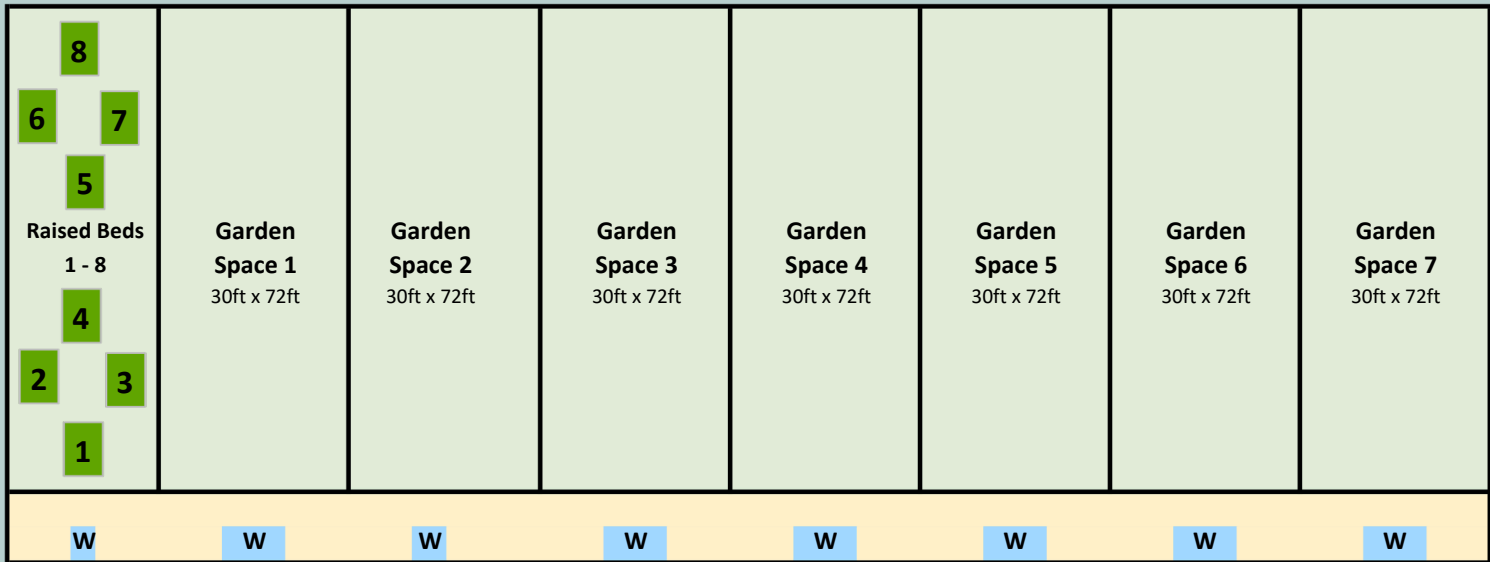 8
6 7
5
Raised Beds
1 - 8
4
2 3
1
Garden
Space 1
30ft x 72ft
Garden
Space 2
30ft x 72ft
Garden
Space 3
30ft x 72ft
Garden
Space 4
30ft x 72ft
Garden
Space 5
30ft x 72ft
Garden
Space 6
30ft x 72ft
Garden
Space 7
30ft x 72ft
W W W W W W W W